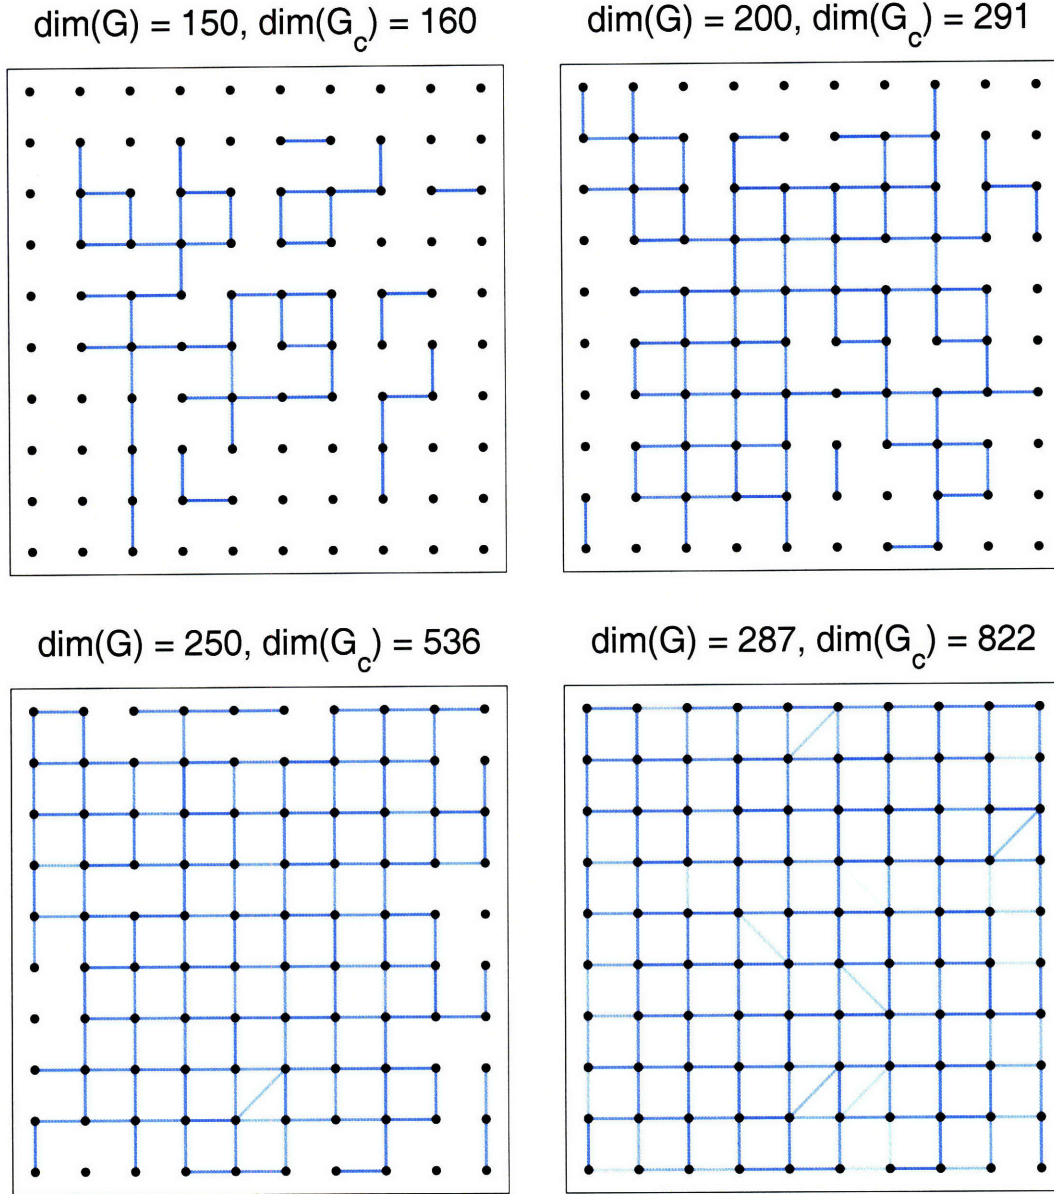 dim(G) = 150, dim(G_c) = 160
dim(G) = 200, dim(G_c) = 291
dim(G) = 250, dim(G_c) = 536
dim(G) = 287, dim(G_c) = 822